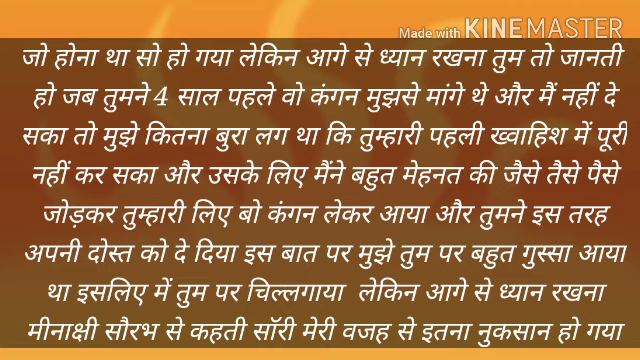 Made with KINEMASTER
जो होना था सो हो गया लेकिन आगे से ध्यान रखना तुम तो जानती
हो जब तुमने 4 साल पहले वो कंगन मुझसे मांगे थे और मैं नहीं दे
सका तो मुझे कितना बुरा लग था कि तुम्हारी पहली ख्वाहिश में पूरी
नहीं कर सका और उसके लिए मैंने बहुत मेहनत की जैसे तैसे पैसे
जोड़कर तुम्हारी लिए बो कंगन लेकर आया और तुमने इस तरह
अपनी दोस्त को दे दिया इस बात पर मुझे तुम पर बहुत गुस्सा आया
था इसलिए में तुम पर चिल्लगाया लेकिन आगे से ध्यान रखना
मीनाक्षी सौरभ से कहती सॉरी मेरी वजह से इतना नुकसान हो गया